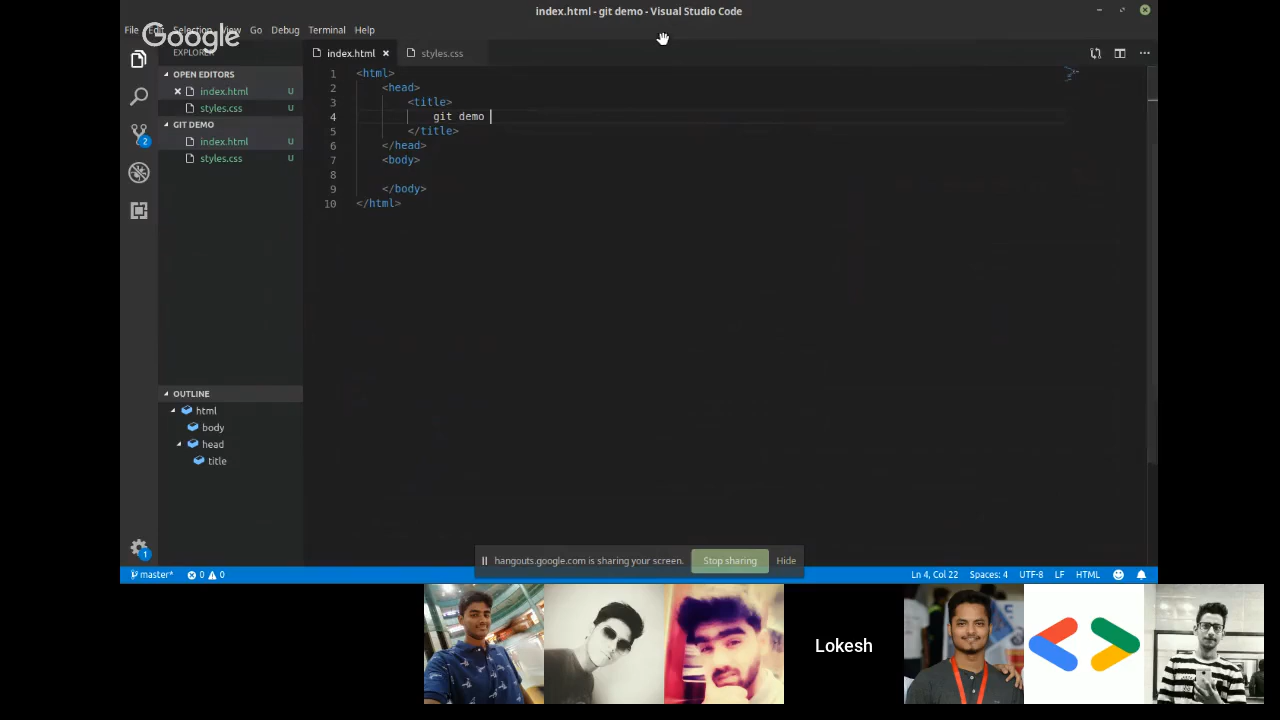 index.html - git demo - Visual Studio Code
File Edit Selection View Go Debug Terminal Help
Google
EXPLORER
index.html
styles.css
OPEN EDITORS
index.html U
styles.css U
GIT DEMO
index.html U
styles.css U
2
1 <html>
2 <head>
3 <title>
4 git demo
5 </title>
6 </head>
7 <body>
8
9 </body>
10 </html>
OUTLINE
html
body
head
title
1
hangouts.google.com is sharing your screen. Stop sharing Hide
master* 0 0 Ln 4, Col 22 Spaces: 4 UTF-8 LF HTML
Lokesh